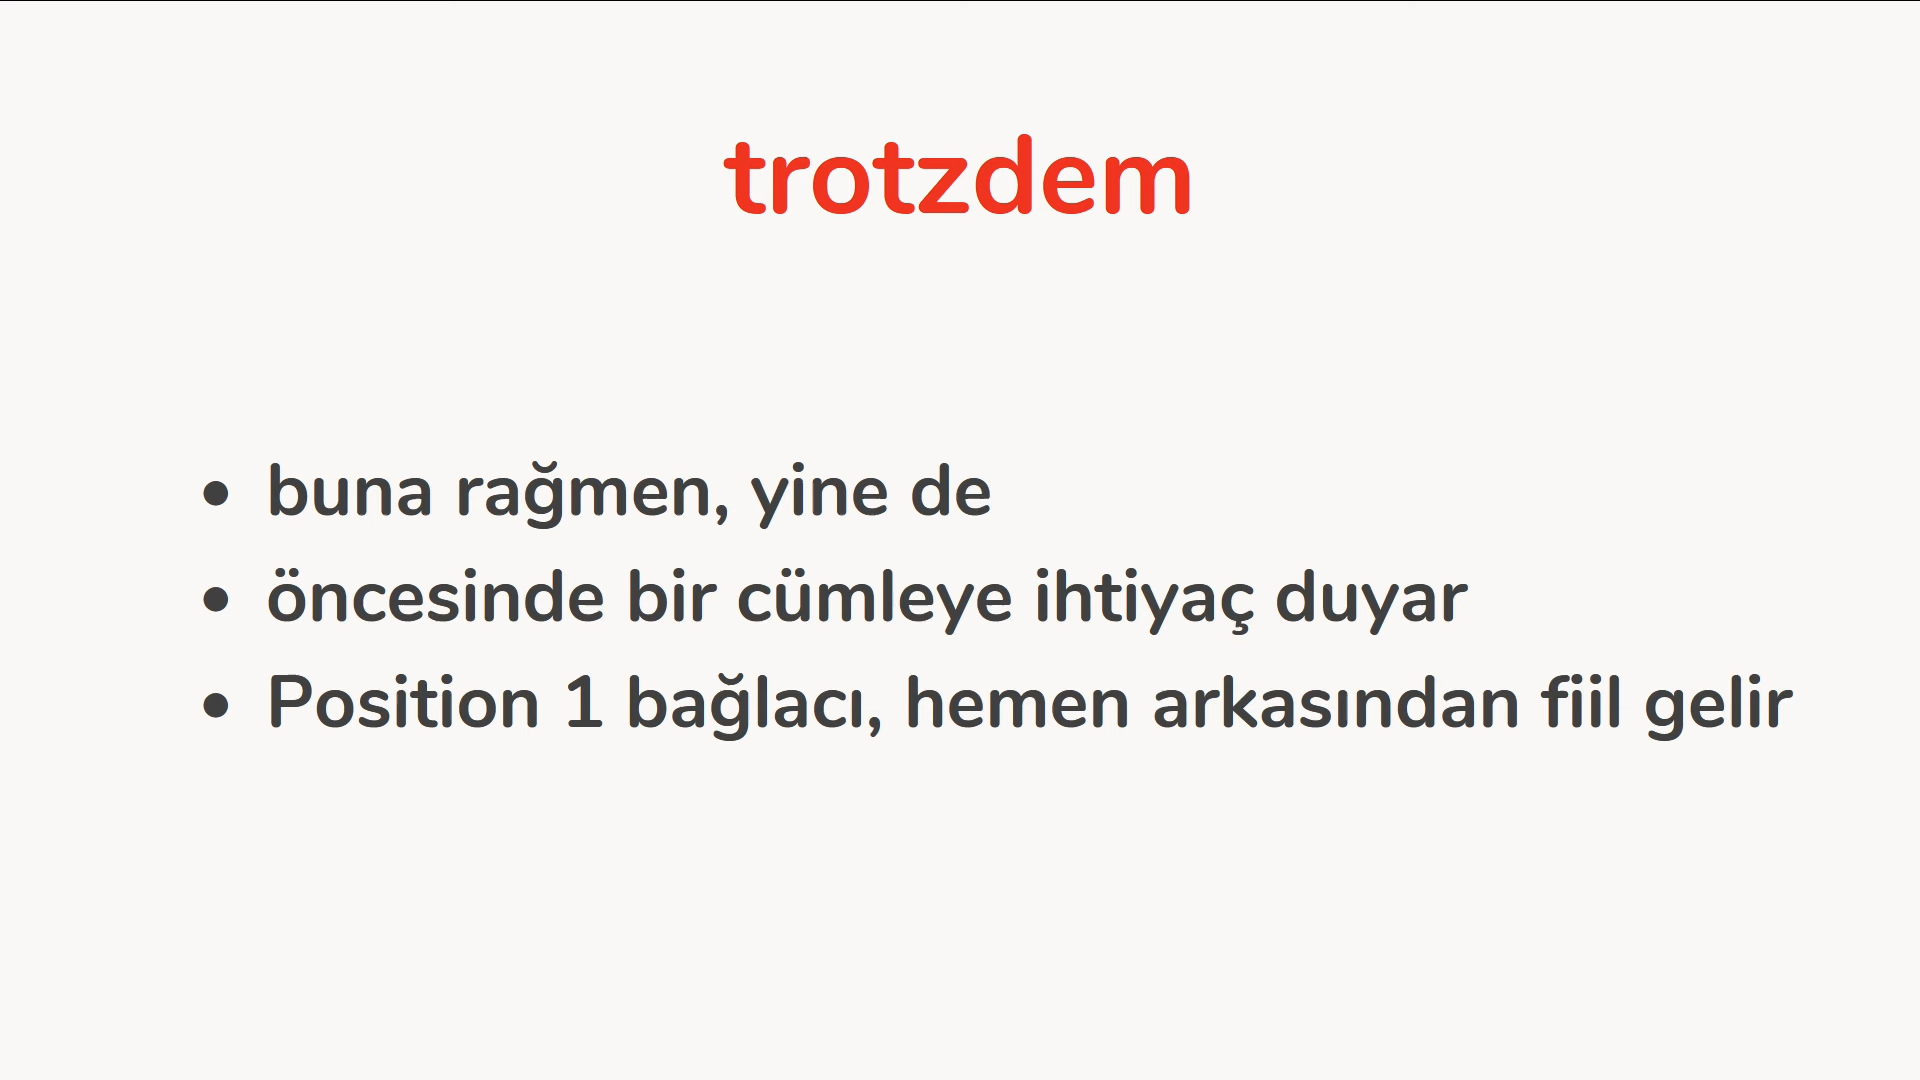 trotzdem
• buna rağmen, yine de
• öncesinde bir cümleye ihtiyaç duyar
• Position 1 bağlacı, hemen arkasından fiil gelir